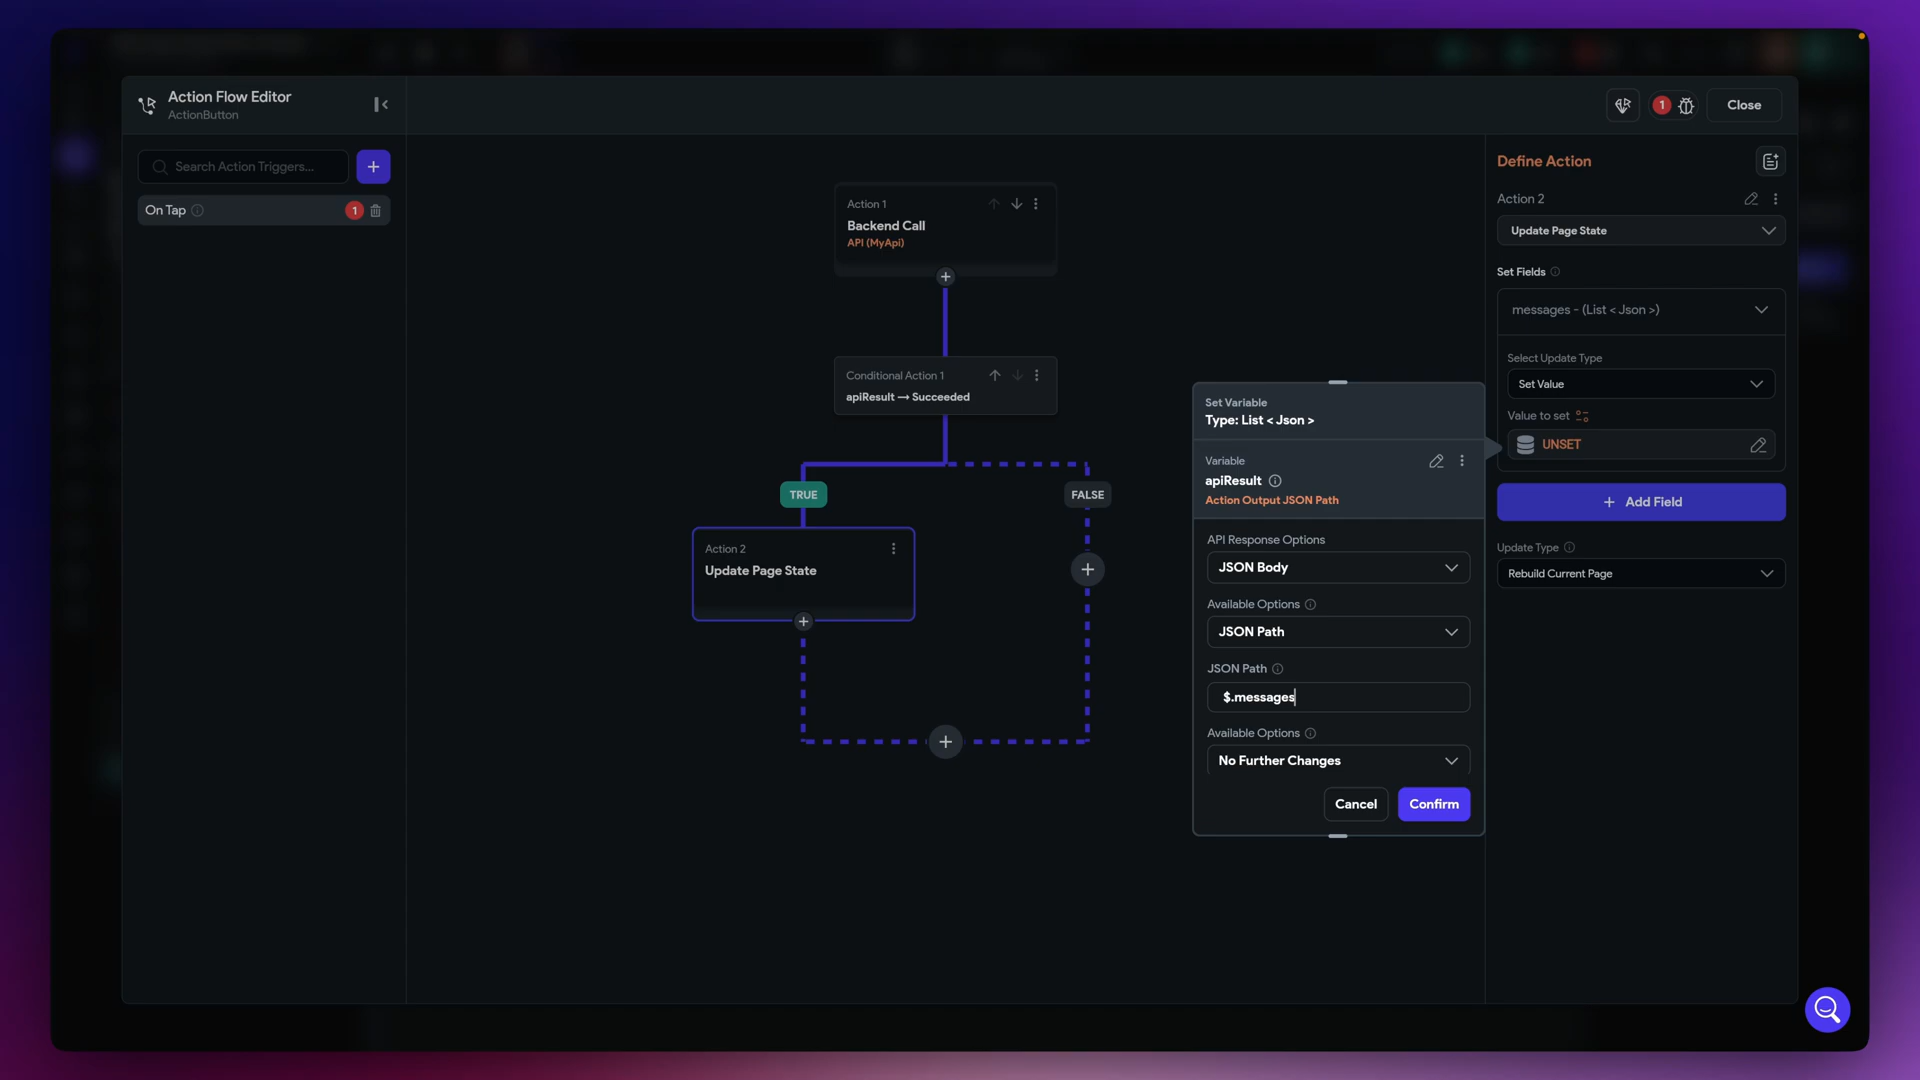 Action Flow Editor
ActionButton
1
Close
Search Action Triggers...
On Tap
1
Action 1
Backend Call
API (MyApi)
Conditional Action 1
apiResult → Succeeded
TRUE
FALSE
Action 2
Update Page State
Set Variable
Type: List < Json >
Variable
apiResult
Action Output JSON Path
API Response Options
JSON Body
Available Options
JSON Path
JSON Path
$.messages
Available Options
No Further Changes
Cancel
Confirm
Define Action
Action 2
Update Page State
Set Fields
messages - (List < Json >)
Select Update Type
Set Value
Value to set
UNSET
+ Add Field
Update Type
Rebuild Current Page